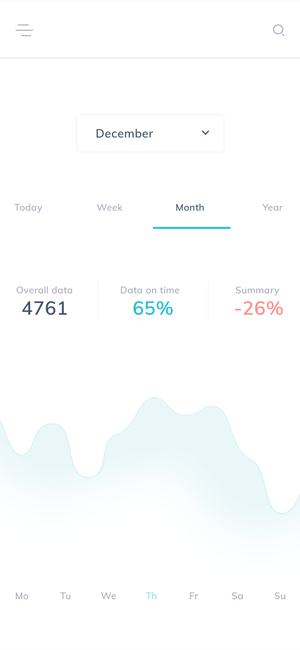 December
Today Week Month Year
Overall data Data on time Summary
4761 65% -26%
Mo Tu We Th Fr Sa Su